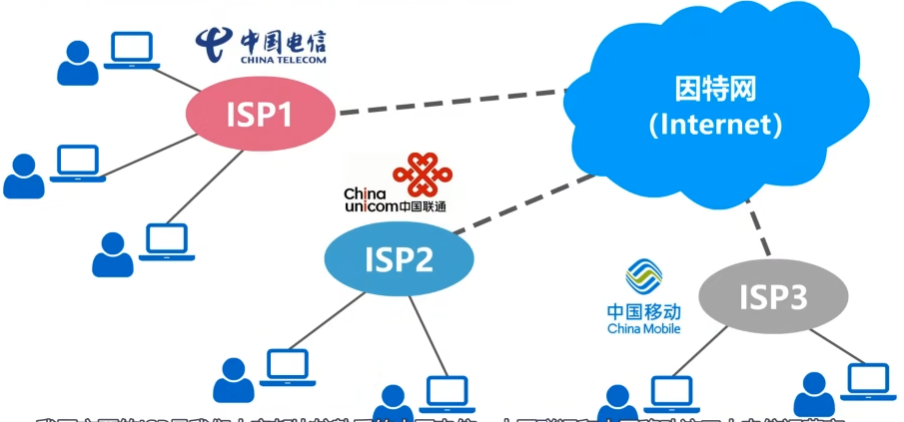 中国电信
CHINA TELECOM
ISP1
因特网
(Internet)
China
unicom中国联通
ISP2
ISP3
中国移动
China Mobile